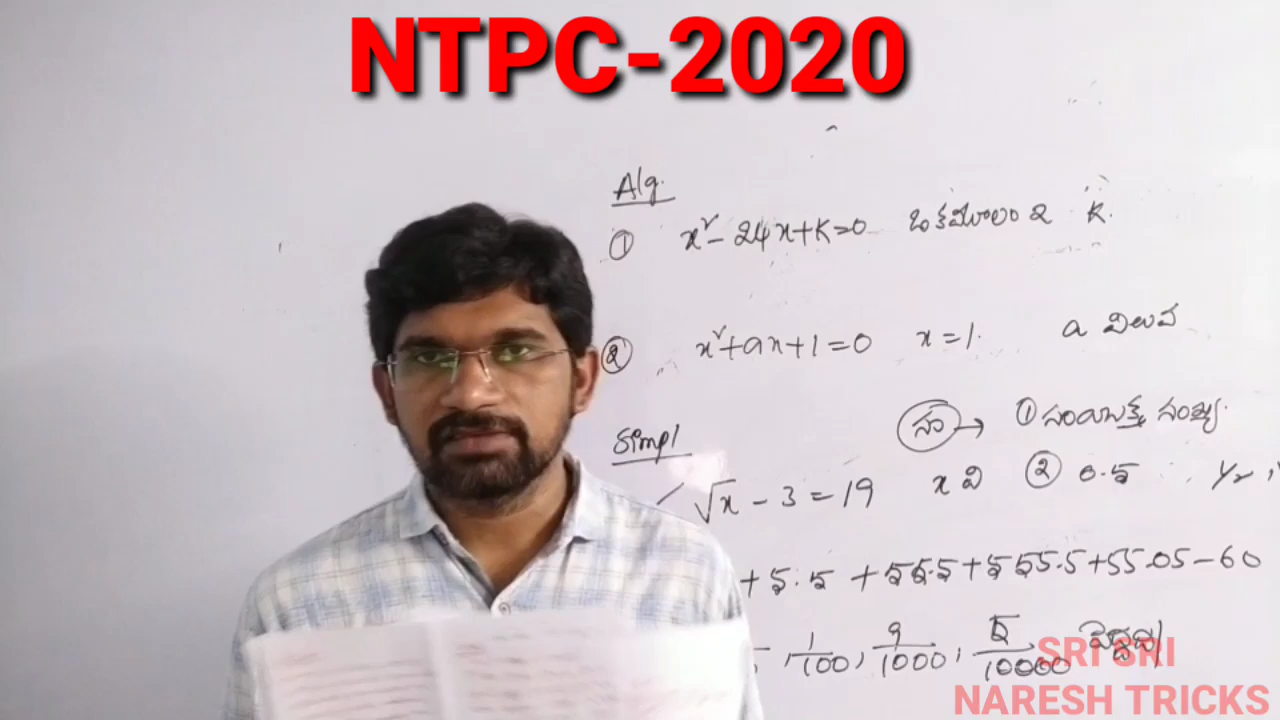 NTPC-2020
Alg.
① x² - 24x+K=0 ఒక మూలం 2 K.
② x²+ax+1=0 x=1. a విలువ
సా → ① సంయుక్త సంఖ్య.
Simpl
√x - 3 = 19 x వి ② 0.5
+ 5.5 + 55.5 + 555.5 + 55.05 - 60
, 1/100, 9/1000, 5/10000
SRI SRI
NARESH TRICKS